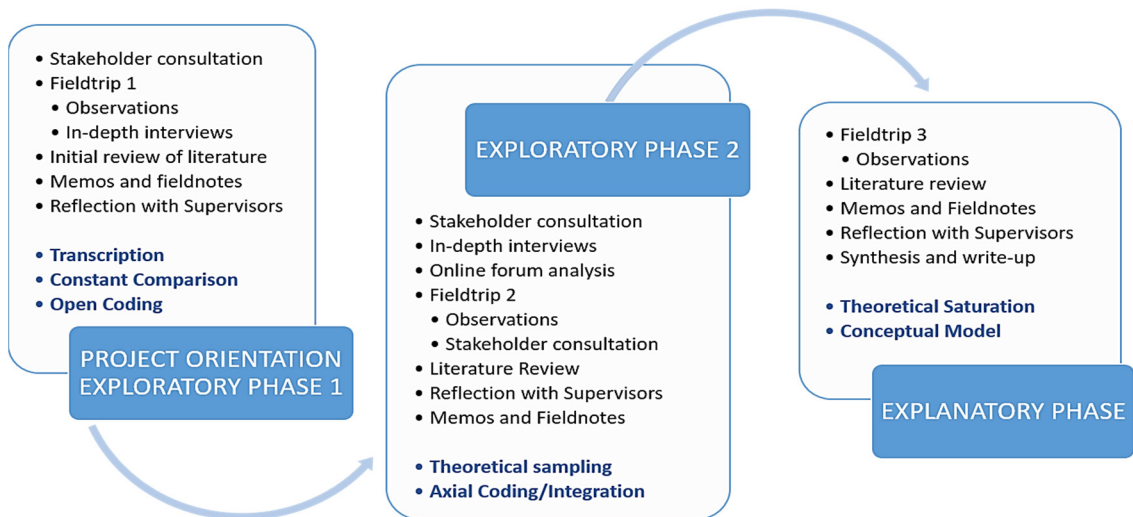 • Stakeholder consultation
• Fieldtrip 1
• Observations
• In-depth interviews
• Initial review of literature
• Memos and fieldnotes
• Reflection with Supervisors
• Transcription
• Constant Comparison
• Open Coding
PROJECT ORIENTATION
EXPLORATORY PHASE 1
EXPLORATORY PHASE 2
• Stakeholder consultation
• In-depth interviews
• Online forum analysis
• Fieldtrip 2
• Observations
• Stakeholder consultation
• Literature Review
• Reflection with Supervisors
• Memos and Fieldnotes
• Theoretical sampling
• Axial Coding/Integration
• Fieldtrip 3
• Observations
• Literature review
• Memos and Fieldnotes
• Reflection with Supervisors
• Synthesis and write-up
• Theoretical Saturation
• Conceptual Model
EXPLANATORY PHASE